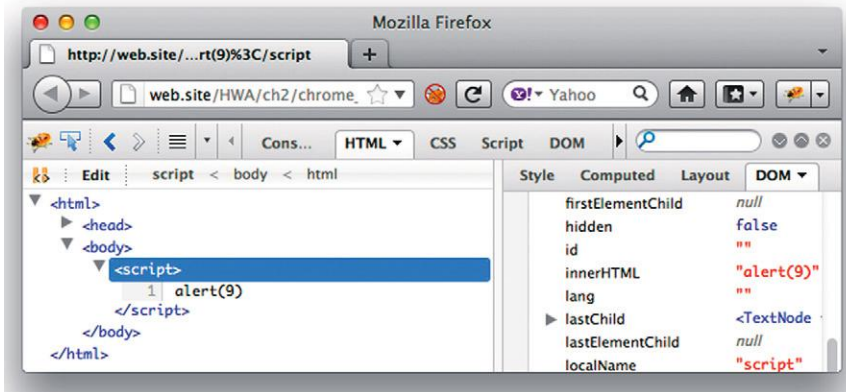 Mozilla Firefox
http://web.site/...rt(9)%3C/script
+
web.site/HWA/ch2/chrome_
Yahoo
Cons...
HTML
CSS
Script
DOM
Edit
script < body < html
Style
Computed
Layout
DOM
<html>
<head>
<body>
<script>
1 alert(9)
</script>
</body>
</html>
firstElementChild null
hidden false
id ""
innerHTML "alert(9)"
lang ""
lastChild <TextNode
lastElementChild null
localName "script"